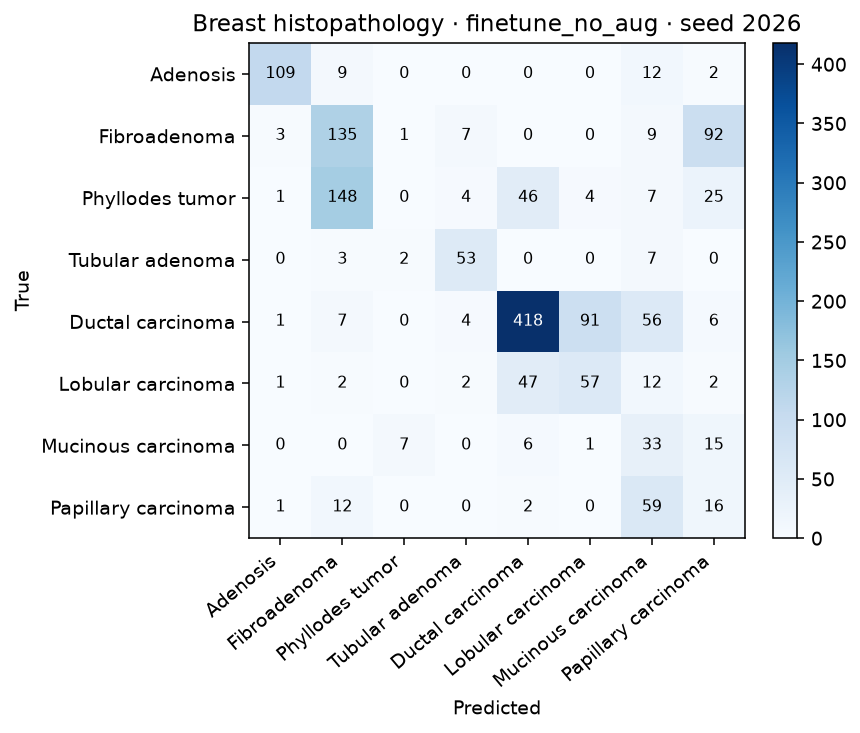 Breast histopathology · finetune_no_aug · seed 2026
True
Adenosis 109 9 0 0 0 0 12 2
Fibroadenoma 3 135 1 7 0 0 9 92
Phyllodes tumor 1 148 0 4 46 4 7 25
Tubular adenoma 0 3 2 53 0 0 7 0
Ductal carcinoma 1 7 0 4 418 91 56 6
Lobular carcinoma 1 2 0 2 47 57 12 2
Mucinous carcinoma 0 0 7 0 6 1 33 15
Papillary carcinoma 1 12 0 0 2 0 59 16
Adenosis
Fibroadenoma
Phyllodes tumor
Tubular adenoma
Ductal carcinoma
Lobular carcinoma
Mucinous carcinoma
Papillary carcinoma
Predicted
400
350
300
250
200
150
100
50
0